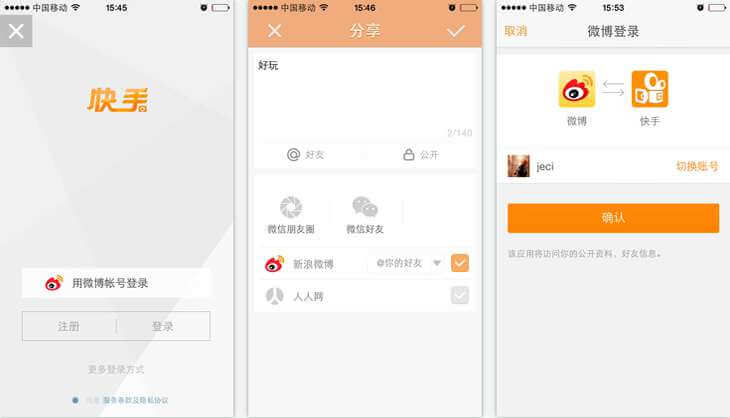 中国移动 15:45
快手
用微博帐号登录
注册 登录
更多登录方式
同意 服务条款及隐私协议
中国移动 15:46
分享
好玩
2/140
@好友 公开
微信朋友圈 微信好友
新浪微博 @你的好友
人人网
中国移动 15:53
取消 微博登录
微博 快手
jeci 切换账号
确认
该应用将访问你的公开资料、好友信息。